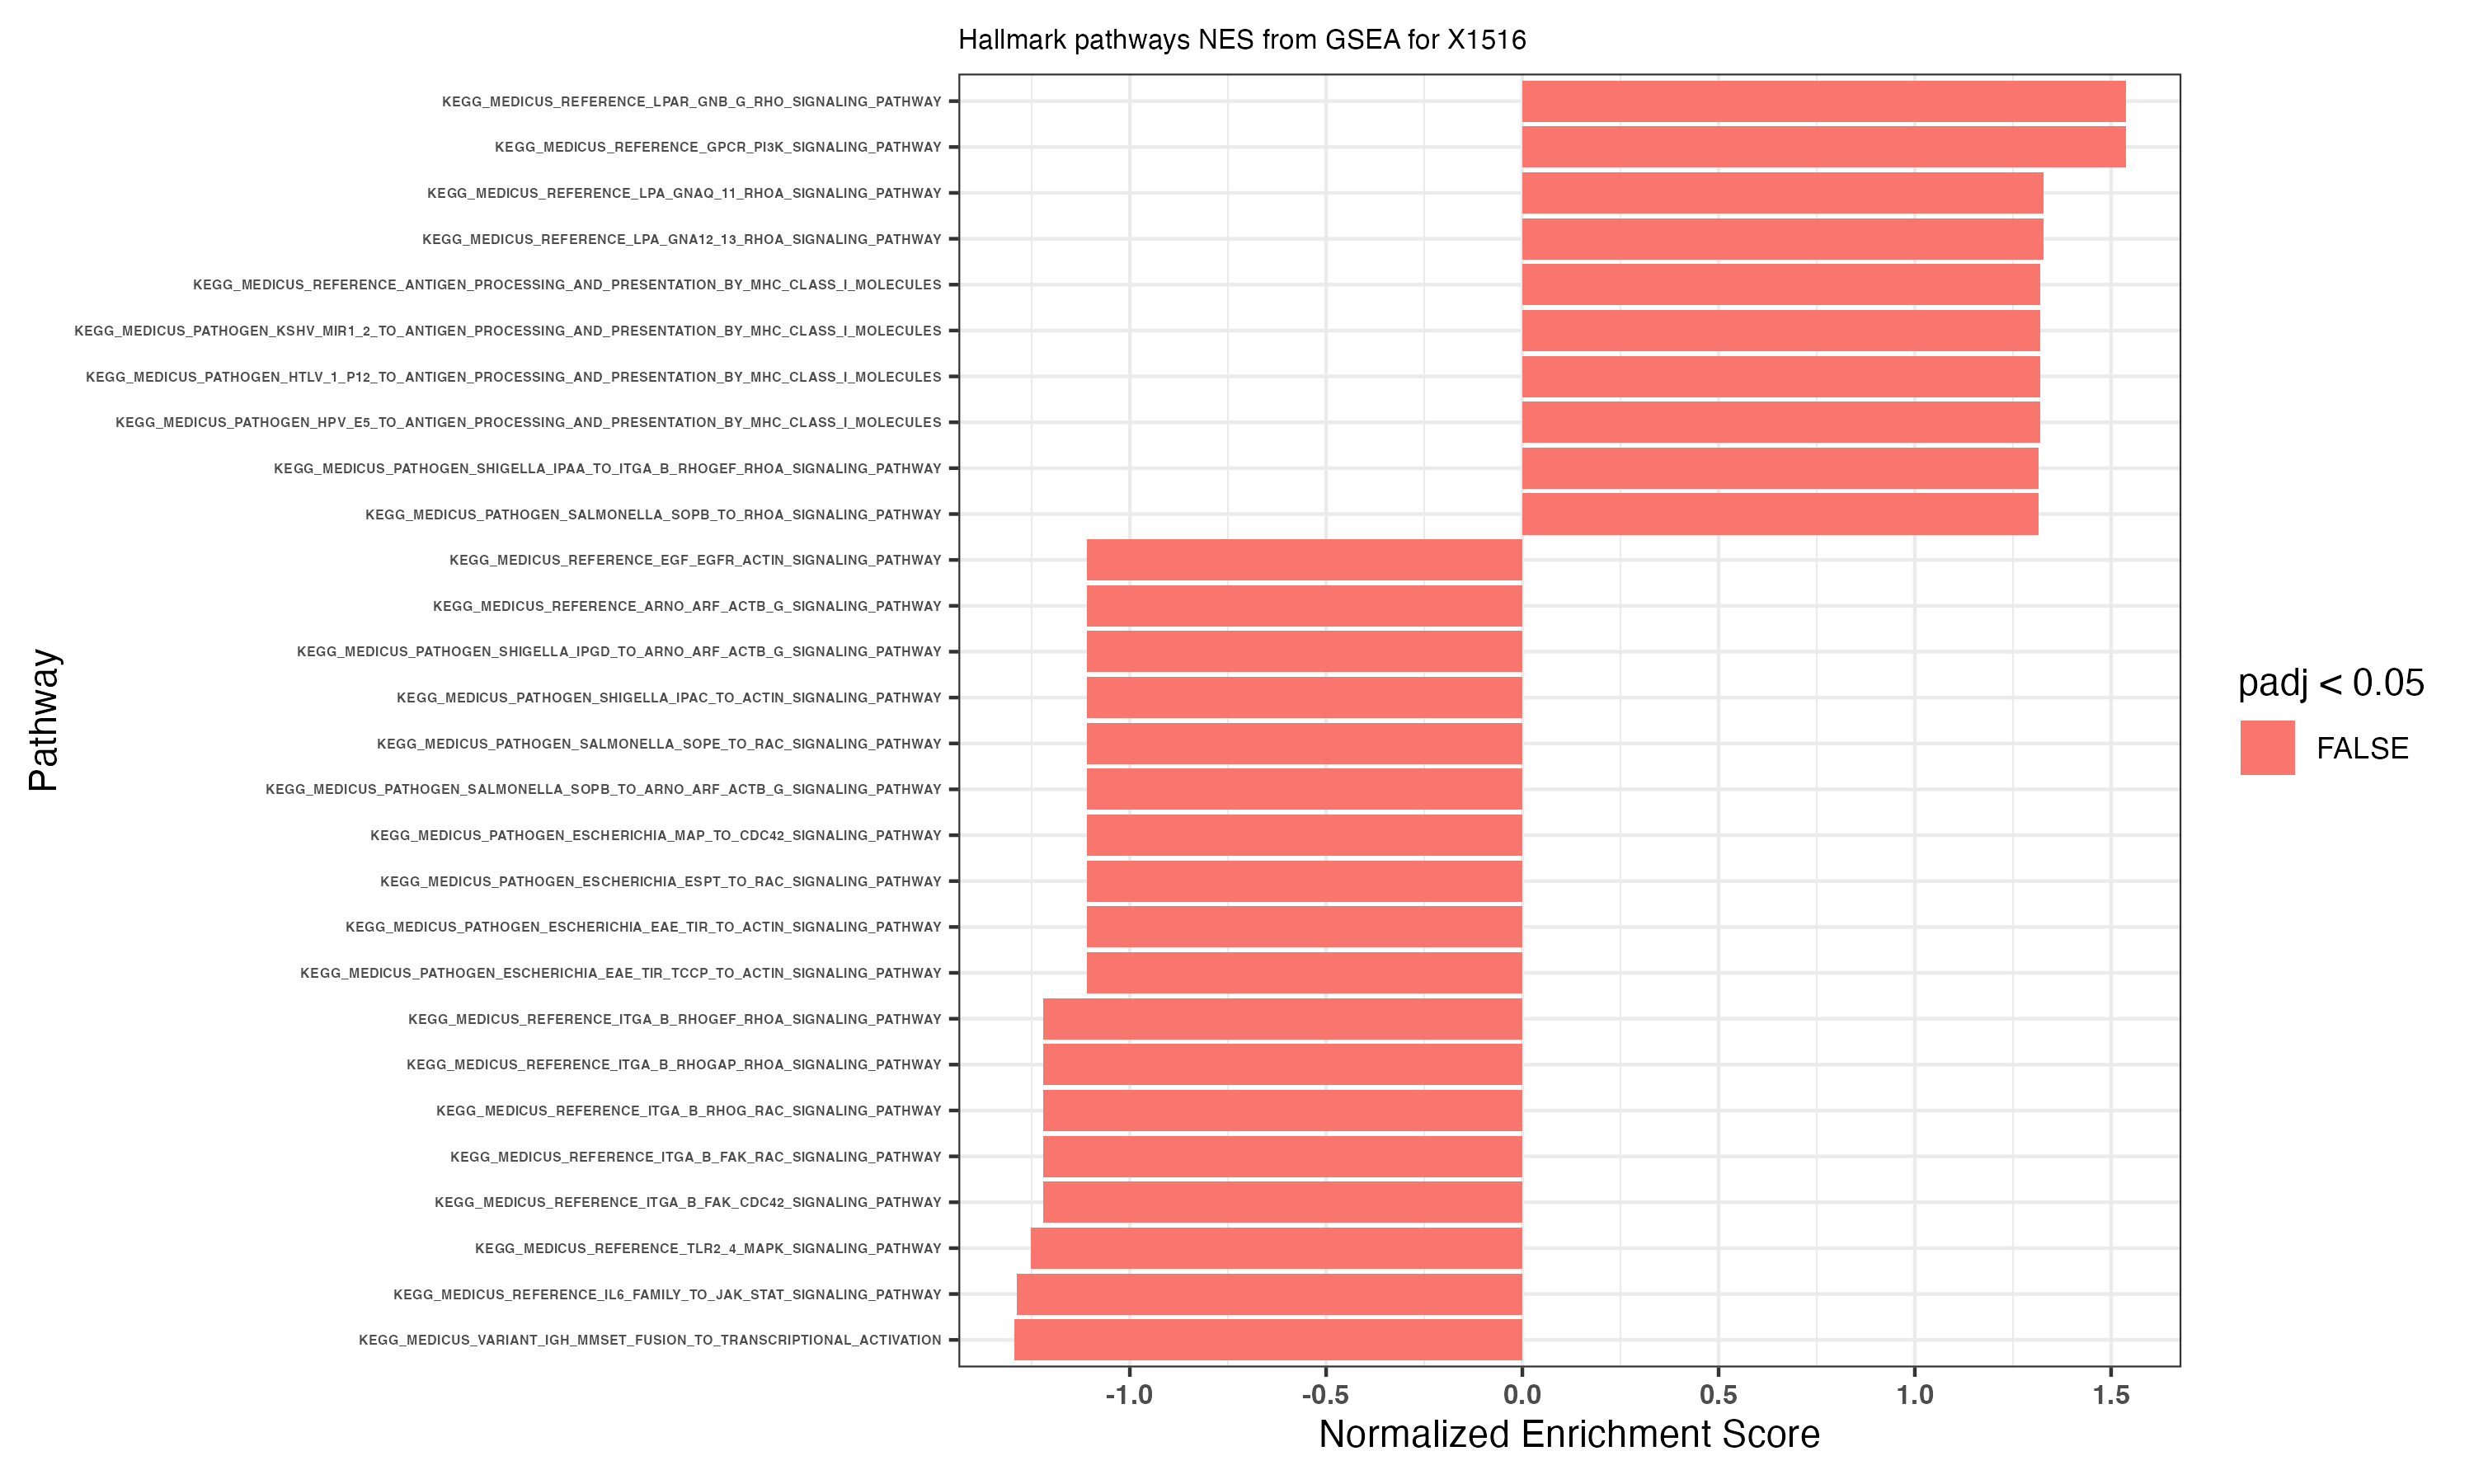 Hallmark pathways NES from GSEA for X1516
KEGG_MEDICUS_REFERENCE_LPAR_GNB_G_RHO_SIGNALING_PATHWAY
KEGG_MEDICUS_REFERENCE_GPCR_PI3K_SIGNALING_PATHWAY
KEGG_MEDICUS_REFERENCE_LPA_GNAQ_11_RHOA_SIGNALING_PATHWAY
KEGG_MEDICUS_REFERENCE_LPA_GNA12_13_RHOA_SIGNALING_PATHWAY
KEGG_MEDICUS_REFERENCE_ANTIGEN_PROCESSING_AND_PRESENTATION_BY_MHC_CLASS_I_MOLECULES
KEGG_MEDICUS_PATHOGEN_KSHV_MIR1_2_TO_ANTIGEN_PROCESSING_AND_PRESENTATION_BY_MHC_CLASS_I_MOLECULES
KEGG_MEDICUS_PATHOGEN_HTLV_1_P12_TO_ANTIGEN_PROCESSING_AND_PRESENTATION_BY_MHC_CLASS_I_MOLECULES
KEGG_MEDICUS_PATHOGEN_HPV_E5_TO_ANTIGEN_PROCESSING_AND_PRESENTATION_BY_MHC_CLASS_I_MOLECULES
KEGG_MEDICUS_PATHOGEN_SHIGELLA_IPAA_TO_ITGA_B_RHOGEF_RHOA_SIGNALING_PATHWAY
KEGG_MEDICUS_PATHOGEN_SALMONELLA_SOPB_TO_RHOA_SIGNALING_PATHWAY
KEGG_MEDICUS_REFERENCE_EGF_EGFR_ACTIN_SIGNALING_PATHWAY
KEGG_MEDICUS_REFERENCE_ARNO_ARF_ACTB_G_SIGNALING_PATHWAY
KEGG_MEDICUS_PATHOGEN_SHIGELLA_IPGD_TO_ARNO_ARF_ACTB_G_SIGNALING_PATHWAY
KEGG_MEDICUS_PATHOGEN_SHIGELLA_IPAC_TO_ACTIN_SIGNALING_PATHWAY
KEGG_MEDICUS_PATHOGEN_SALMONELLA_SOPE_TO_RAC_SIGNALING_PATHWAY
KEGG_MEDICUS_PATHOGEN_SALMONELLA_SOPB_TO_ARNO_ARF_ACTB_G_SIGNALING_PATHWAY
KEGG_MEDICUS_PATHOGEN_ESCHERICHIA_MAP_TO_CDC42_SIGNALING_PATHWAY
KEGG_MEDICUS_PATHOGEN_ESCHERICHIA_ESPT_TO_RAC_SIGNALING_PATHWAY
KEGG_MEDICUS_PATHOGEN_ESCHERICHIA_EAE_TIR_TO_ACTIN_SIGNALING_PATHWAY
KEGG_MEDICUS_PATHOGEN_ESCHERICHIA_EAE_TIR_TCCP_TO_ACTIN_SIGNALING_PATHWAY
KEGG_MEDICUS_REFERENCE_ITGA_B_RHOGEF_RHOA_SIGNALING_PATHWAY
KEGG_MEDICUS_REFERENCE_ITGA_B_RHOGAP_RHOA_SIGNALING_PATHWAY
KEGG_MEDICUS_REFERENCE_ITGA_B_RHOG_RAC_SIGNALING_PATHWAY
KEGG_MEDICUS_REFERENCE_ITGA_B_FAK_RAC_SIGNALING_PATHWAY
KEGG_MEDICUS_REFERENCE_ITGA_B_FAK_CDC42_SIGNALING_PATHWAY
KEGG_MEDICUS_REFERENCE_TLR2_4_MAPK_SIGNALING_PATHWAY
KEGG_MEDICUS_REFERENCE_IL6_FAMILY_TO_JAK_STAT_SIGNALING_PATHWAY
KEGG_MEDICUS_VARIANT_IGH_MMSET_FUSION_TO_TRANSCRIPTIONAL_ACTIVATION
Pathway
-1.0 -0.5 0.0 0.5 1.0 1.5
Normalized Enrichment Score
padj < 0.05
FALSE